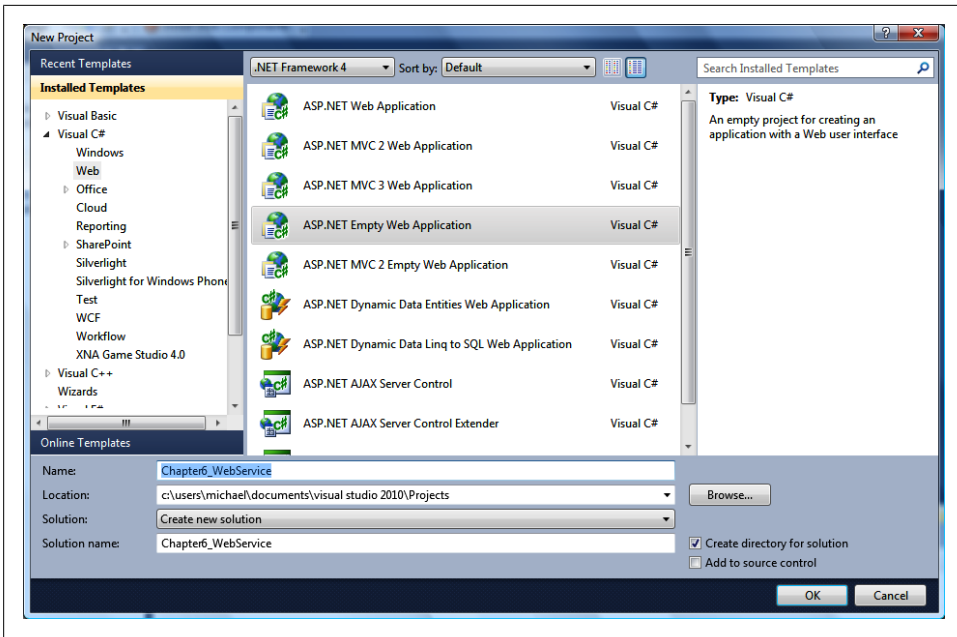 New Project
Recent Templates
.NET Framework 4
Sort by: Default
Search Installed Templates
Installed Templates
Visual Basic
Visual C#
Windows
Web
Office
Cloud
Reporting
SharePoint
Silverlight
Silverlight for Windows Phone
Test
WCF
Workflow
XNA Game Studio 4.0
Visual C++
Wizards
Online Templates
ASP.NET Web Application Visual C#
ASP.NET MVC 2 Web Application Visual C#
ASP.NET MVC 3 Web Application Visual C#
ASP.NET Empty Web Application Visual C#
ASP.NET MVC 2 Empty Web Application Visual C#
ASP.NET Dynamic Data Entities Web Application Visual C#
ASP.NET Dynamic Data Linq to SQL Web Application Visual C#
ASP.NET AJAX Server Control Visual C#
ASP.NET AJAX Server Control Extender Visual C#
Type: Visual C#
An empty project for creating an
application with a Web user interface
Name: Chapter6_WebService
Location: c:\users\michael\documents\visual studio 2010\Projects
Browse...
Solution: Create new solution
Solution name: Chapter6_WebService
Create directory for solution
Add to source control
OK
Cancel